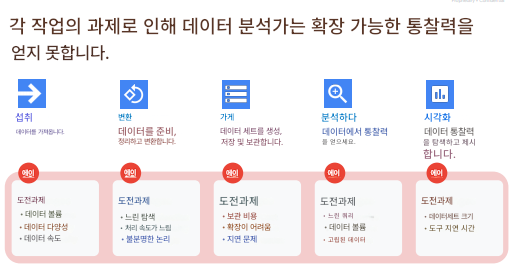 각 작업의 과제로 인해 데이터 분석가는 확장 가능한 통찰력을
얻지 못합니다.
섭취
데이터를 가져옵니다.
변환
데이터를 준비,
정리하고 변환합니다.
가게
데이터 세트를 생성,
저장 및 보관합니다.
분석하다
데이터에서 통찰력
을 얻으세요.
시각화
데이터 통찰력
을 탐색하고 제시
합니다.
도전과제
• 데이터 볼륨
• 데이터 다양성
• 데이터 속도
도전과제
• 느린 탐색
• 처리 속도가 느림
• 불분명한 논리
도전과제
• 보관 비용
• 확장이 어려움
• 지연 문제
도전과제
• 느린 쿼리
• 데이터 볼륨
• 고립된 데이터
도전과제
• 데이터세트 크기
• 도구 지연 시간